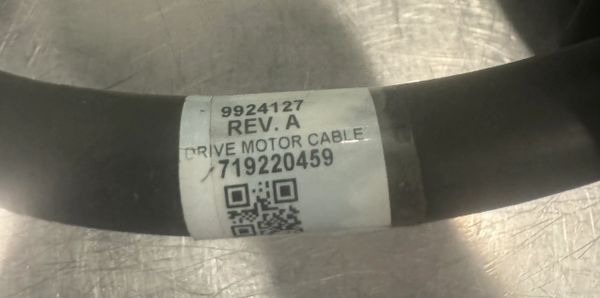 9924127
REV. A
DRIVE MOTOR CABLE
719220459